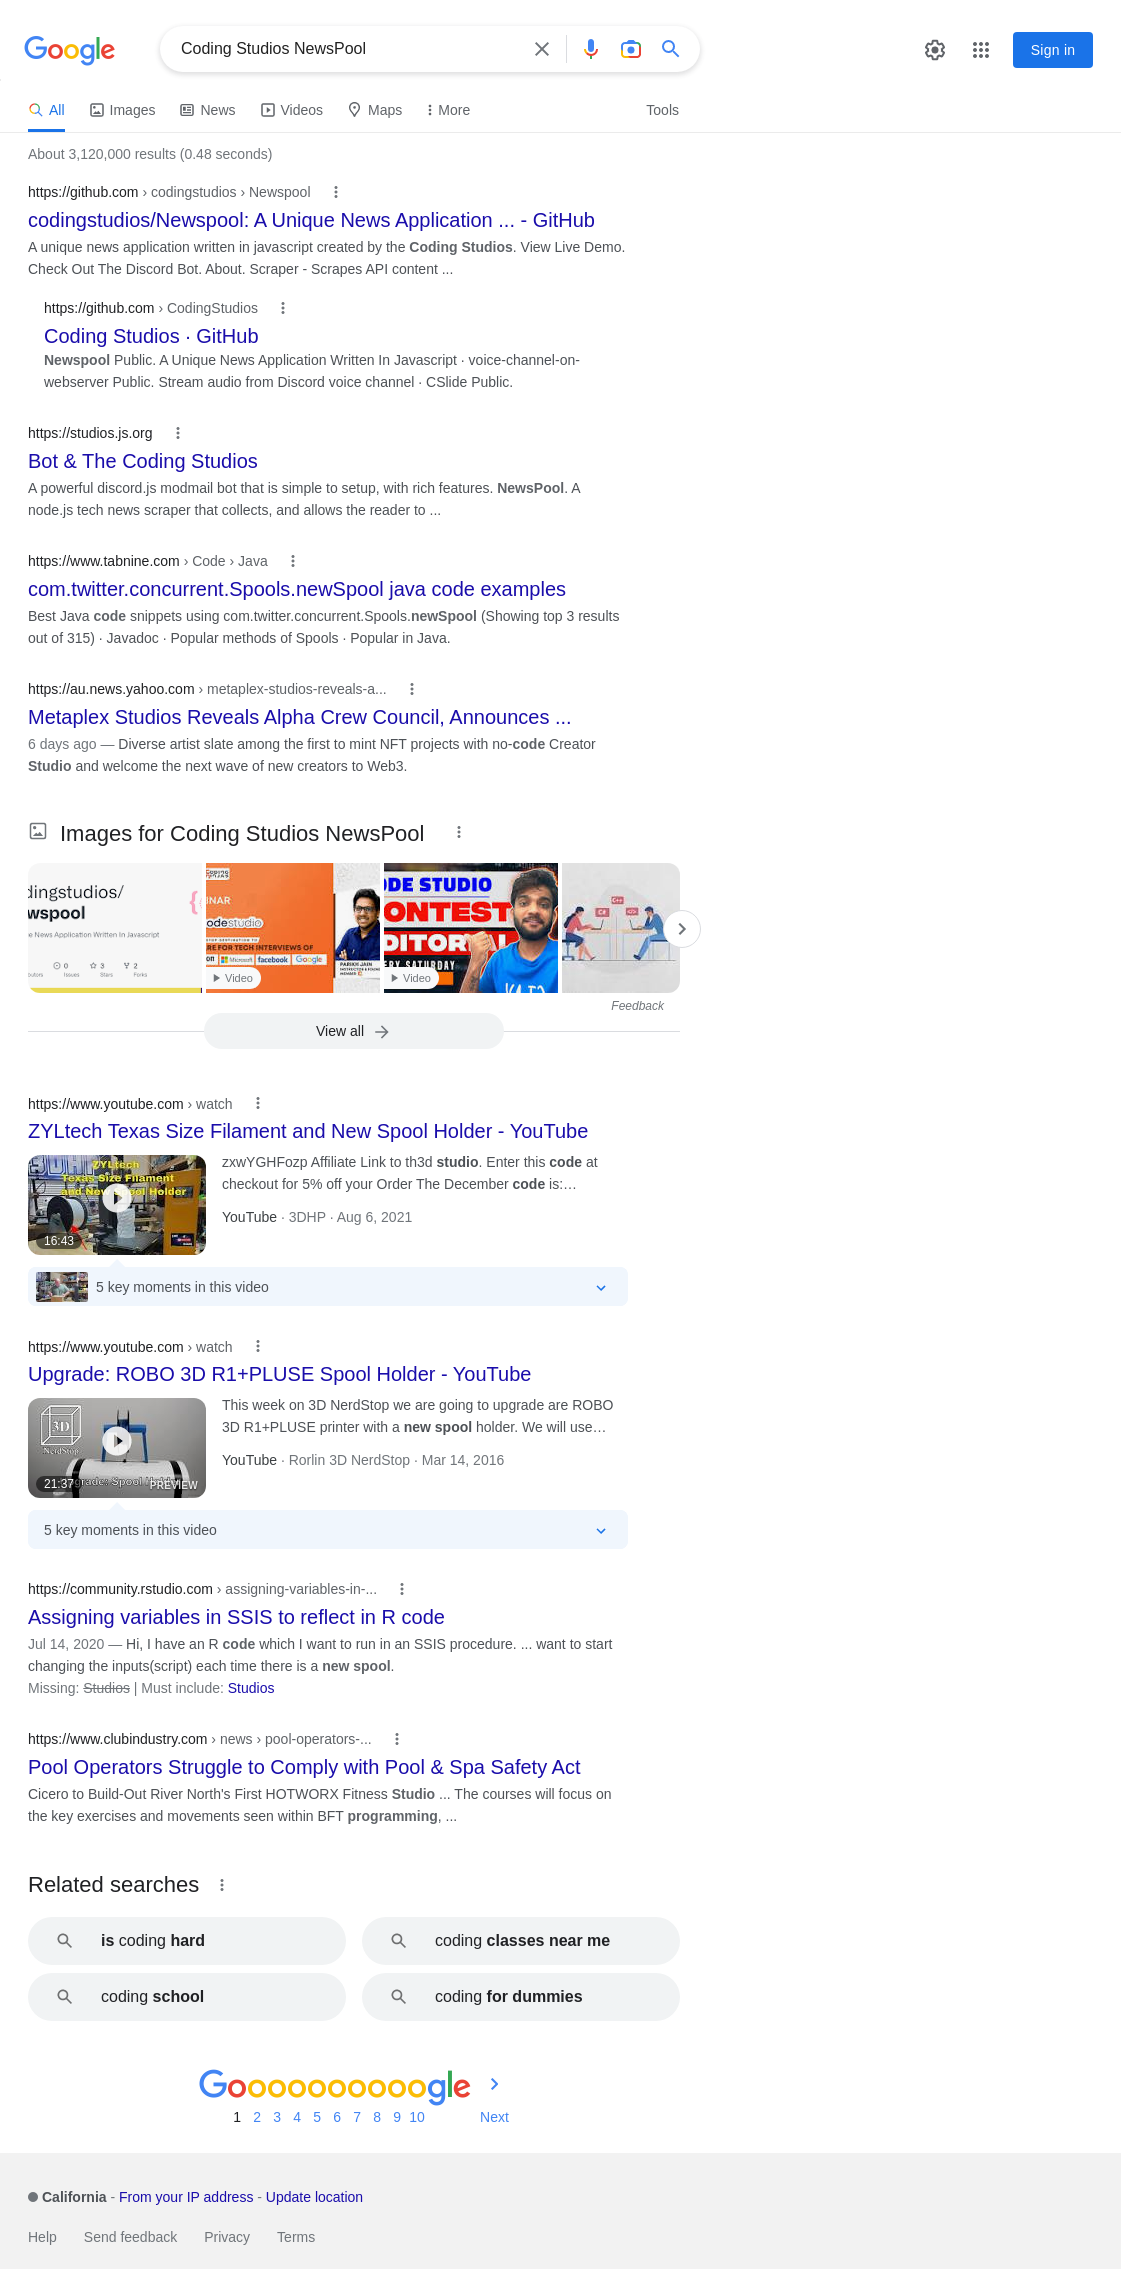 Google
Coding Studios NewsPool
Sign in
All
Images
News
Videos
Maps
More
Tools
About 3,120,000 results (0.48 seconds)
https://github.com › codingstudios › Newspool
codingstudios/Newspool: A Unique News Application ... - GitHub
A unique news application written in javascript created by the Coding Studios. View Live Demo.
Check Out The Discord Bot. About. Scraper - Scrapes API content ...
https://github.com › CodingStudios
Coding Studios · GitHub
Newspool Public. A Unique News Application Written In Javascript · voice-channel-on-
webserver Public. Stream audio from Discord voice channel · CSlide Public.
https://studios.js.org
Bot & The Coding Studios
A powerful discord.js modmail bot that is simple to setup, with rich features. NewsPool. A
node.js tech news scraper that collects, and allows the reader to ...
https://www.tabnine.com › Code › Java
com.twitter.concurrent.Spools.newSpool java code examples
Best Java code snippets using com.twitter.concurrent.Spools.newSpool (Showing top 3 results
out of 315) · Javadoc · Popular methods of Spools · Popular in Java.
https://au.news.yahoo.com › metaplex-studios-reveals-a...
Metaplex Studios Reveals Alpha Crew Council, Announces ...
6 days ago — Diverse artist slate among the first to mint NFT projects with no-code Creator
Studio and welcome the next wave of new creators to Web3.
Images for Coding Studios NewsPool
dingstudios/
wspool
e News Application Written In Javascript
0
3
2
Issues
Stars
Forks
CODING
NINJAS
INAR
odestudio
RE FOR TECH INTERVIEWS OF
on
Microsoft
facebook
Google
PARIKH JAIN
Video
ODE STUDIO
ONTEST
DITORIAL
ERY SATURDAY
Video
C#
C++
</>
Feedback
View all
https://www.youtube.com › watch
ZYLtech Texas Size Filament and New Spool Holder - YouTube
ZYLtech
Texas Size Filament
and New Spool Holder
16:43
zxwYGHFozp Affiliate Link to th3d studio. Enter this code at
checkout for 5% off your Order The December code is:…
YouTube · 3DHP · Aug 6, 2021
5 key moments in this video
https://www.youtube.com › watch
Upgrade: ROBO 3D R1+PLUSE Spool Holder - YouTube
3D
NerdStop
21:37
grade: Spool Holder
PREVIEW
This week on 3D NerdStop we are going to upgrade are ROBO
3D R1+PLUSE printer with a new spool holder. We will use…
YouTube · Rorlin 3D NerdStop · Mar 14, 2016
5 key moments in this video
https://community.rstudio.com › assigning-variables-in-...
Assigning variables in SSIS to reflect in R code
Jul 14, 2020 — Hi, I have an R code which I want to run in an SSIS procedure. ... want to start
changing the inputs(script) each time there is a new spool.
Missing: Studios | Must include: Studios
https://www.clubindustry.com › news › pool-operators-...
Pool Operators Struggle to Comply with Pool & Spa Safety Act
Cicero to Build-Out River North's First HOTWORX Fitness Studio ... The courses will focus on
the key exercises and movements seen within BFT programming, ...
Related searches
is coding hard
coding classes near me
coding school
coding for dummies
Goooooooooogle
1 2 3 4 5 6 7 8 9 10 Next
California - From your IP address - Update location
Help Send feedback Privacy Terms